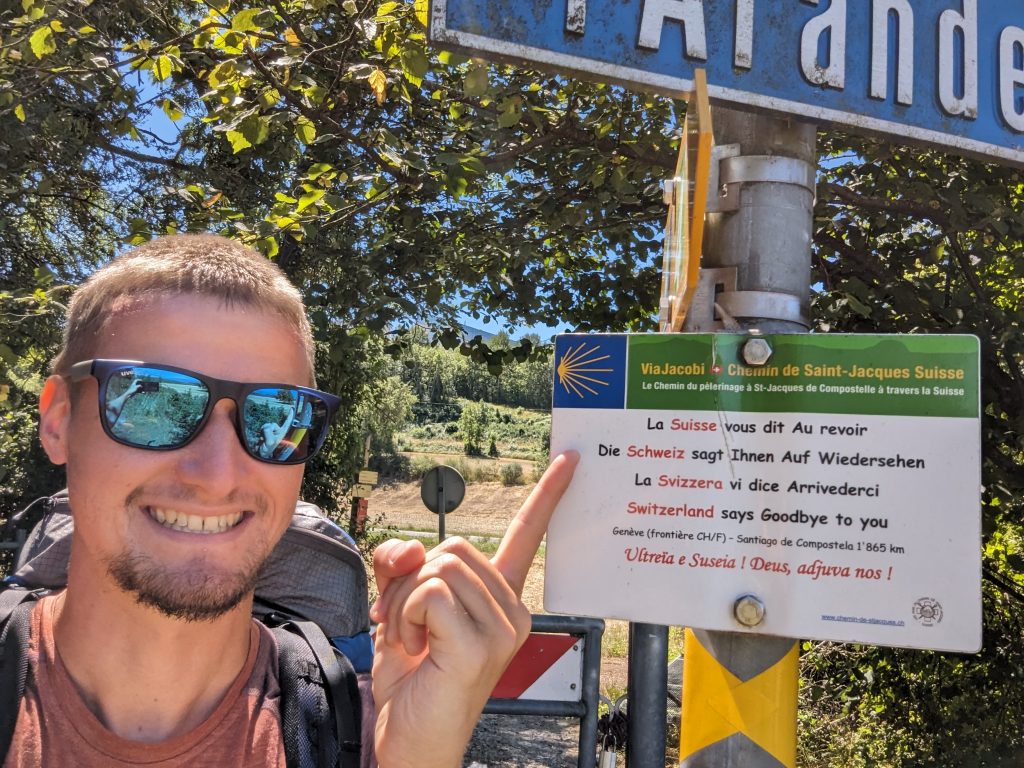 l'Arande
ViaJacobi Chemin de Saint-Jacques Suisse
Le Chemin du pèlerinage à St-Jacques de Compostelle à travers la Suisse
La Suisse vous dit Au revoir
Die Schweiz sagt Ihnen Auf Wiedersehen
La Svizzera vi dice Arrivederci
Switzerland says Goodbye to you
Genève (frontière CH/F) - Santiago de Compostela 1'865 km
Ultreïa e Suseia ! Deus, adjuva nos !
www.chemin-de-stjacques.ch
uvex